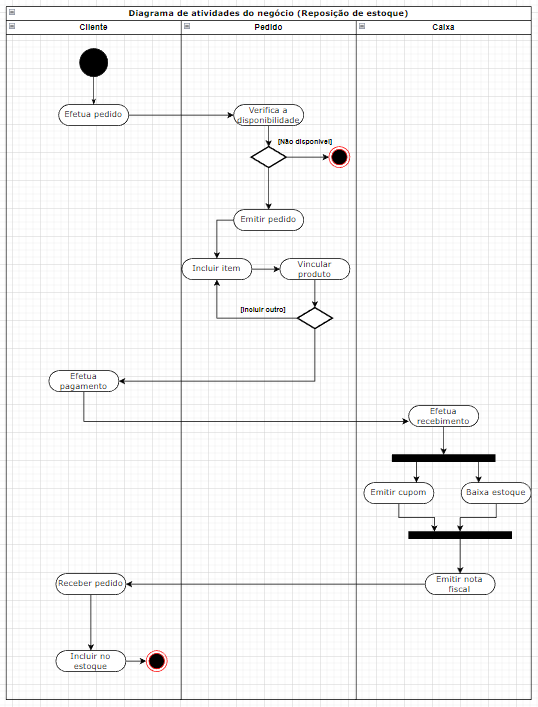 Diagrama de atividades do negócio (Reposição de estoque)
Cliente
Pedido
Caixa
Efetua pedido
Verifica a
disponibilidade
[Não disponível]
Emitir pedido
Incluir item
Vincular
produto
[Incluir outro]
Efetua
pagamento
Efetua
recebimento
Emitir cupom
Baixa estoque
Receber pedido
Emitir nota
fiscal
Incluir no
estoque